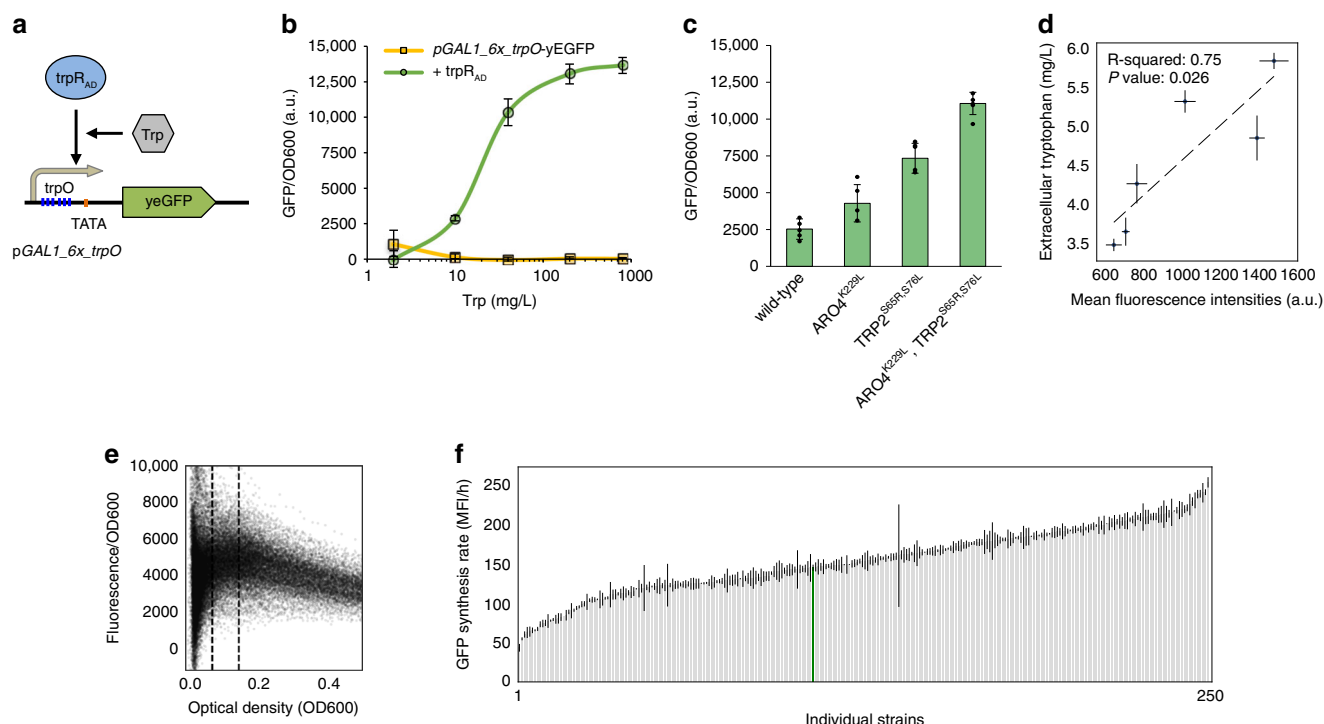 a
trpR_AD
Trp
trpO
TATA
yeGFP
pGAL1_6x_trpO
b
pGAL1_6x_trpO-yEGFP
+ trpR_AD
15,000
12,500
10,000
7500
5000
2500
0
GFP/OD600 (a.u.)
1
10
100
1000
Trp (mg/L)
c
15,000
12,500
10,000
7500
5000
2500
0
GFP/OD600 (a.u.)
wild-type
ARO4^K229L
TRP2^S65R,S76L
ARO4^K229L, TRP2^S65R,S76L
d
R-squared: 0.75
P value: 0.026
6.0
5.5
5.0
4.5
4.0
3.5
Extracellular tryptophan (mg/L)
600
800
1000
1200
1400
1600
Mean fluorescence intensities (a.u.)
e
10,000
8000
6000
4000
2000
0
Fluorescence/OD600
0.0
0.2
0.4
Optical density (OD600)
f
250
200
150
100
50
0
GFP synthesis rate (MFI/h)
1
250
Individual strains